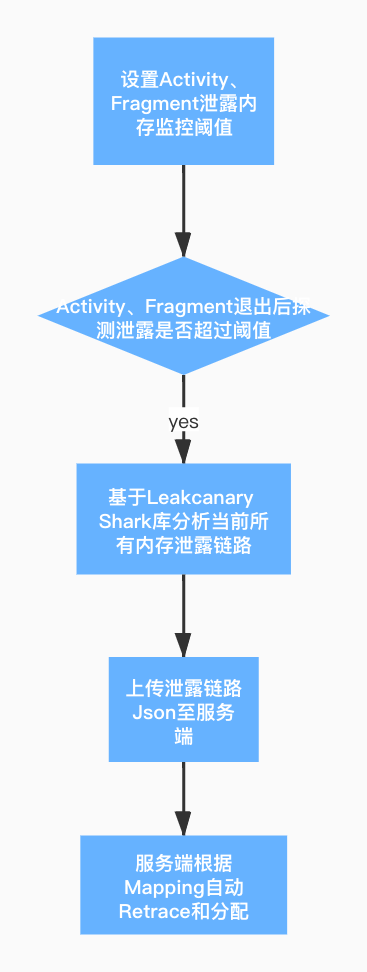 设置Activity、
Fragment泄露内
存监控阈值
Activity、Fragment退出后探
测泄露是否超过阈值
yes
基于Leakcanary
Shark库分析当前所
有内存泄露链路
上传泄露链路
Json至服务
端
服务端根据
Mapping自动
Retrace和分配